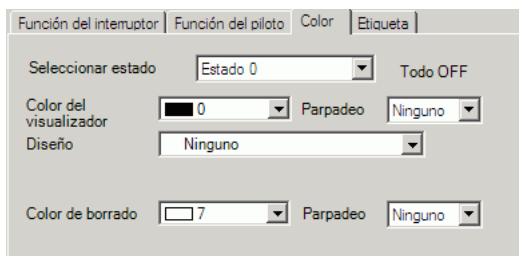 Función del interruptor Función del piloto Color Etiqueta
Seleccionar estado Estado 0 Todo OFF
Color del visualizador 0 Parpadeo Ninguno
Diseño Ninguno
Color de borrado 7 Parpadeo Ninguno